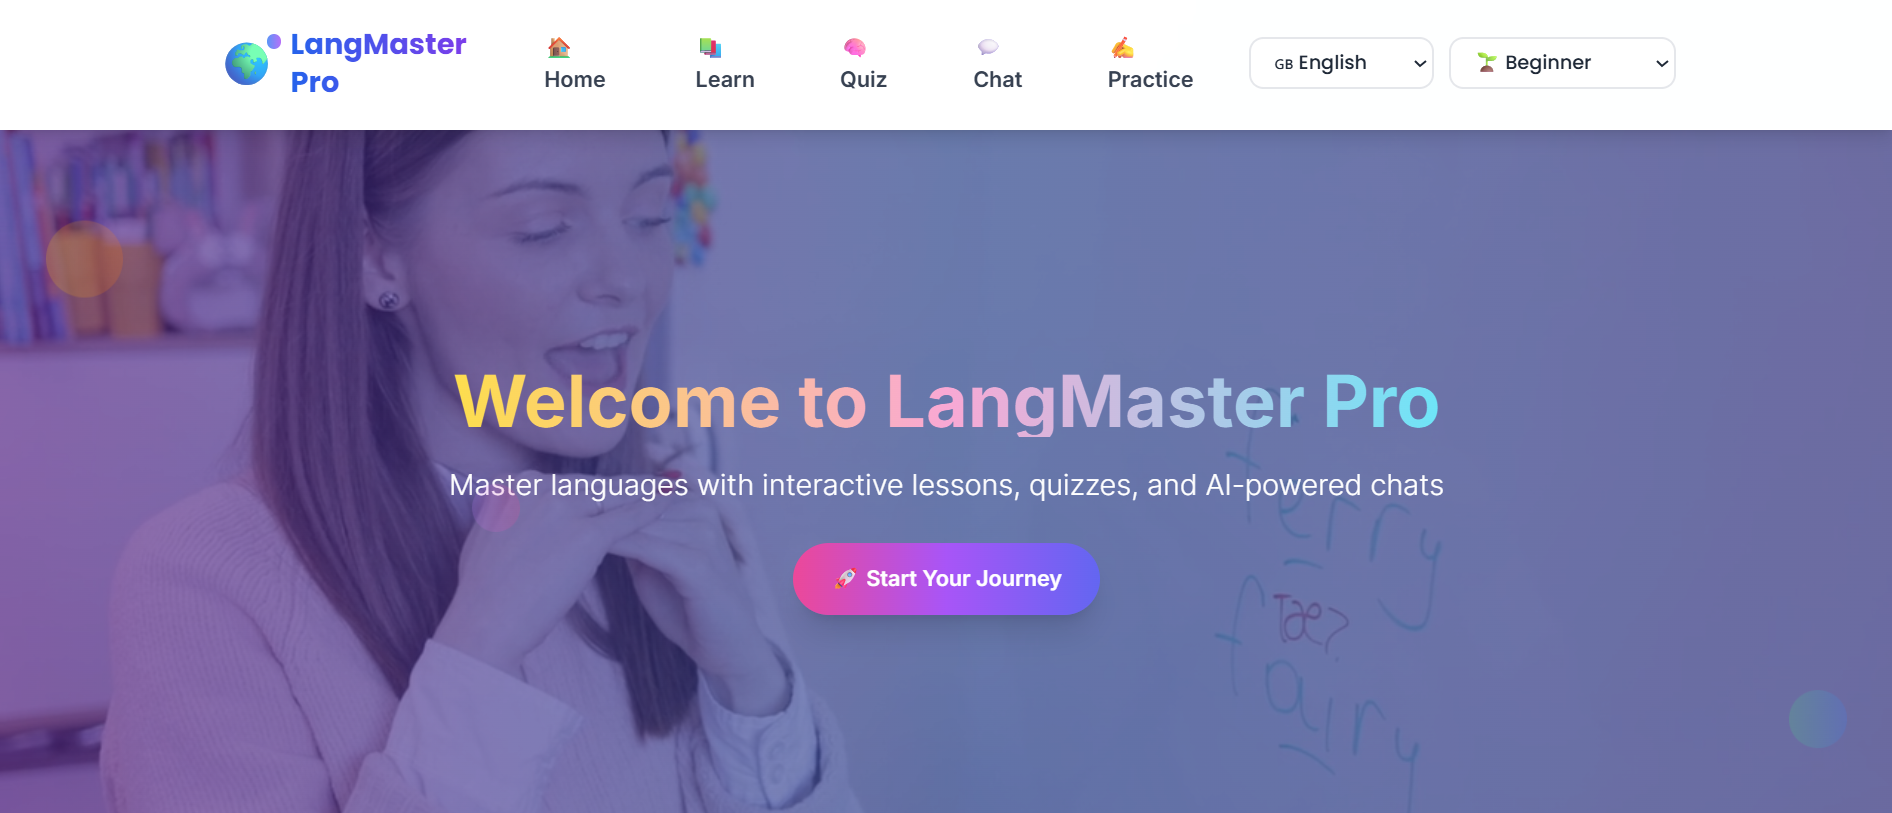 LangMaster
Pro
Home
Learn
Quiz
Chat
Practice
GB English
Beginner
Welcome to LangMaster Pro
Master languages with interactive lessons, quizzes, and AI-powered chats
Start Your Journey
ferry
Tæ?
fairy